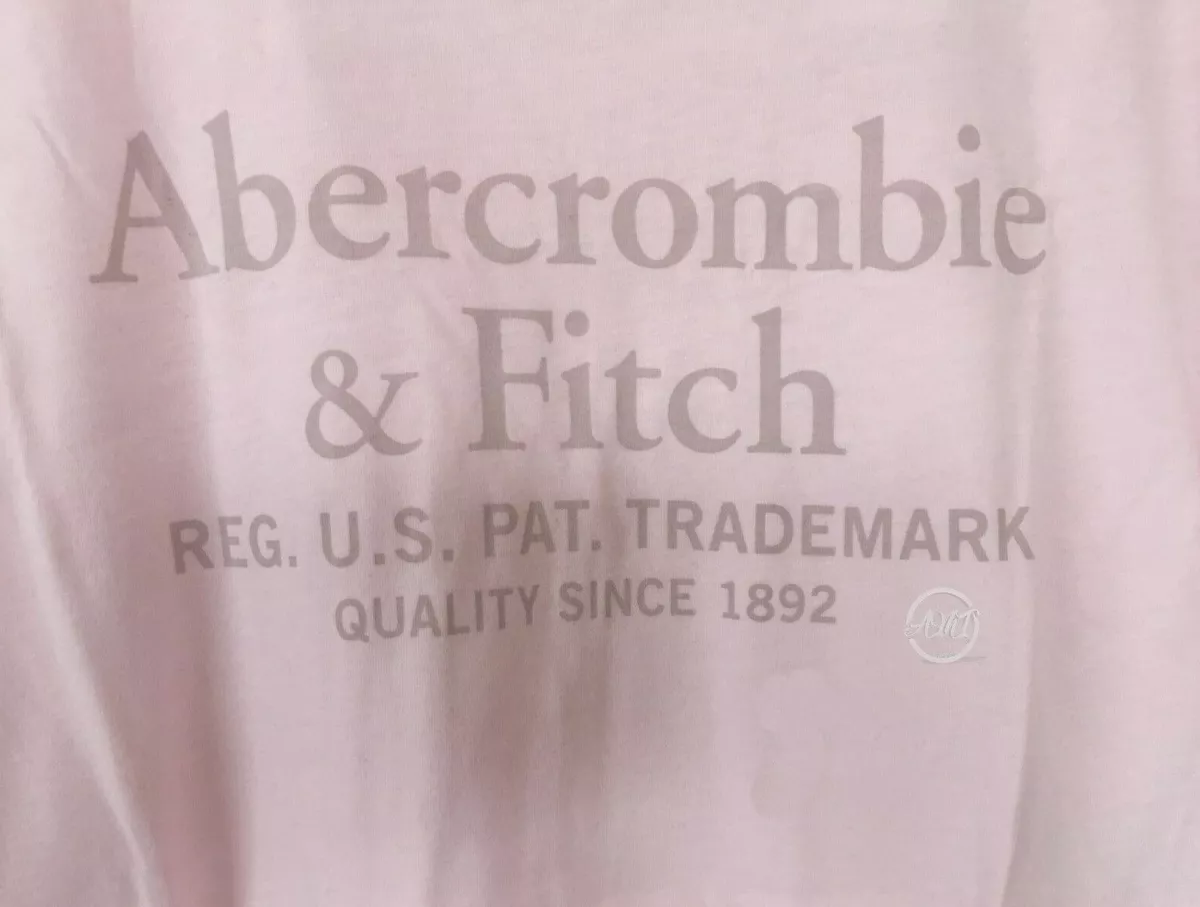 Abercrombie
& Fitch
REG. U.S. PAT. TRADEMARK
QUALITY SINCE 1892